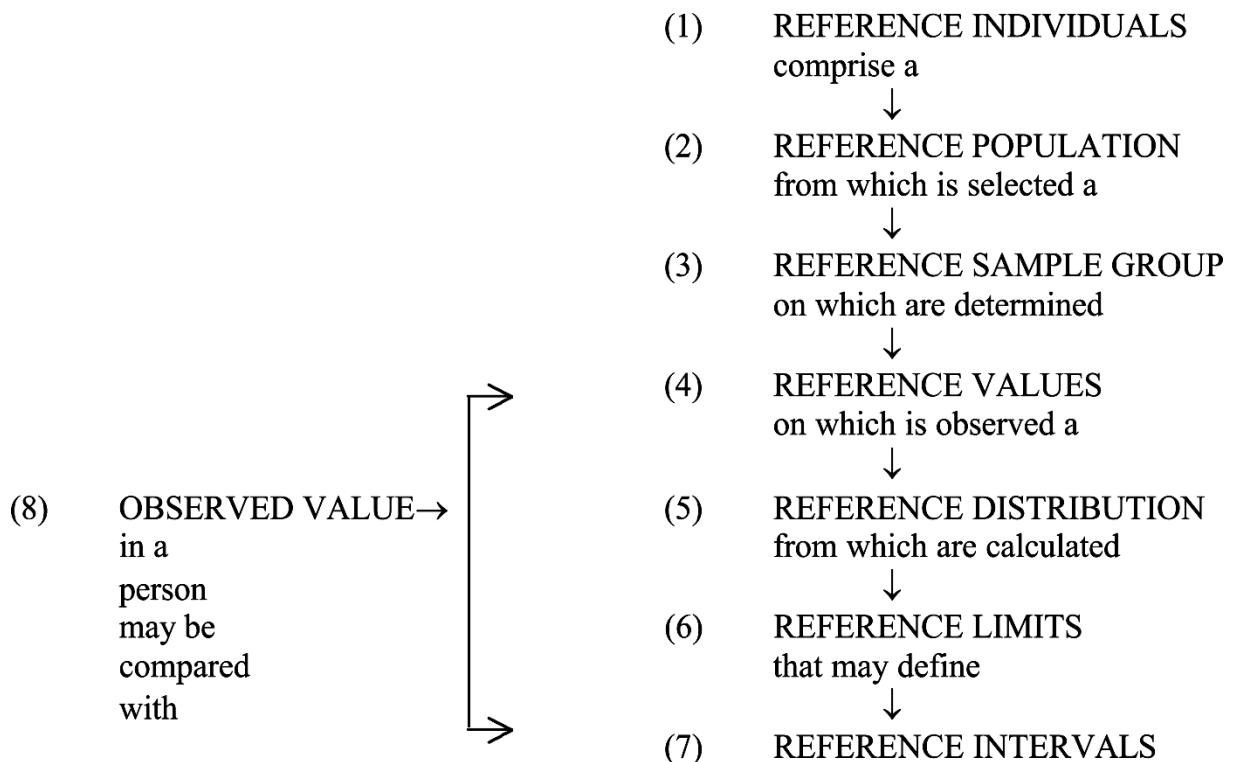 (1) REFERENCE INDIVIDUALS
comprise a
↓
(2) REFERENCE POPULATION
from which is selected a
↓
(3) REFERENCE SAMPLE GROUP
on which are determined
↓
(4) REFERENCE VALUES
on which is observed a
↓
(8) OBSERVED VALUE→
in a
person
may be
compared
with
(5) REFERENCE DISTRIBUTION
from which are calculated
↓
(6) REFERENCE LIMITS
that may define
↓
(7) REFERENCE INTERVALS